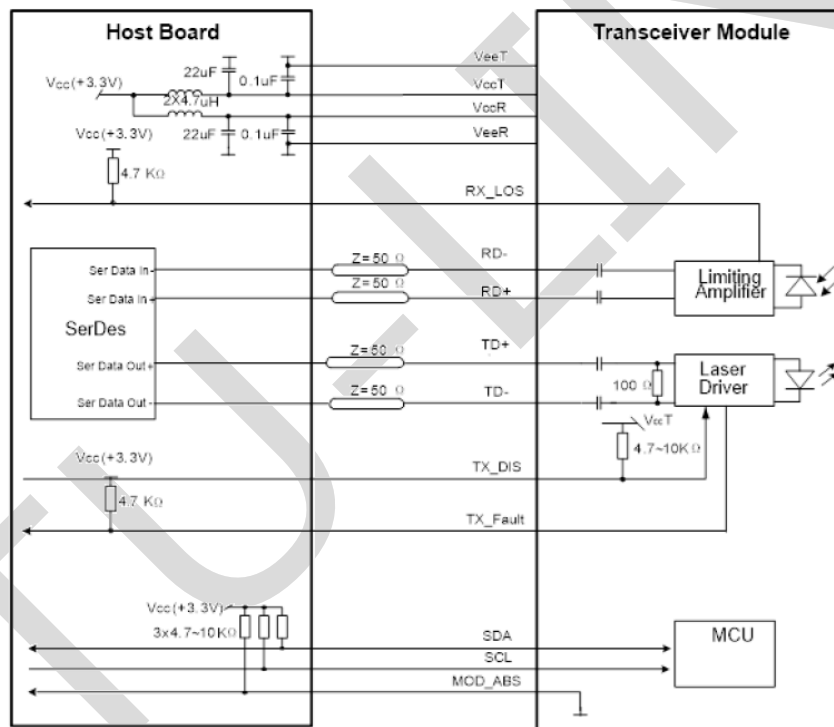 Host Board
Transceiver Module
VeeT
22uF
0.1uF
VccT
Vcc(+3.3V)
2X4.7uH
VccR
Vcc(+3.3V)
22uF
0.1uF
VeeR
4.7 KΩ
RX_LOS
Z=50 Ω
RD-
Ser Data In -
Z=50 Ω
Limiting
Amplifier
Ser Data In +
RD+
SerDes
TD+
Z=50 Ω
Ser Data Out +
Laser
Driver
100 Ω
Z=50 Ω
TD-
Ser Data Out -
VccT
Vcc(+3.3V)
4.7~10KΩ
TX_DIS
4.7 KΩ
TX_Fault
Vcc(+3.3V)
3x4.7~10KΩ
SDA
MCU
SCL
MOD_ABS